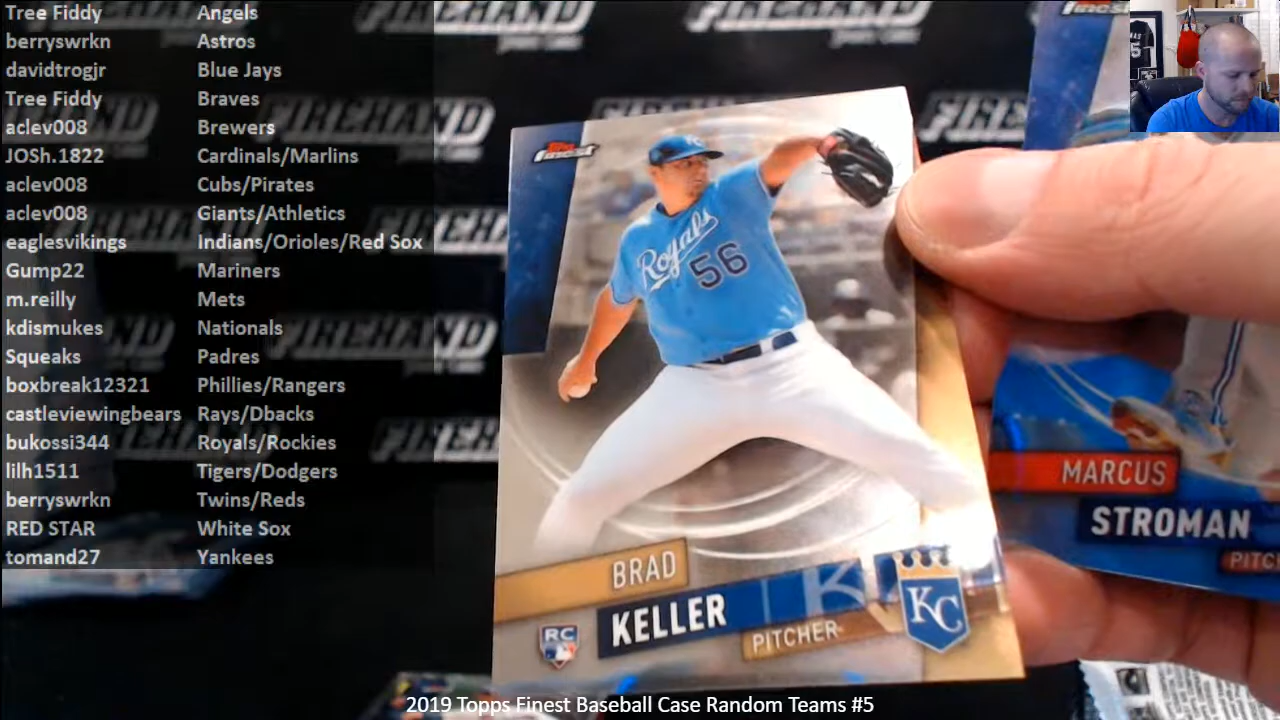 Tree Fiddy Angels
berryswrkn Astros
davidtrogjr Blue Jays
Tree Fiddy Braves
aclev008 Brewers
JOSh.1822 Cardinals/Marlins
aclev008 Cubs/Pirates
aclev008 Giants/Athletics
eaglesvikings Indians/Orioles/Red Sox
Gump22 Mariners
m.reilly Mets
kdismukes Nationals
Squeaks Padres
boxbreak12321 Phillies/Rangers
castleviewingbears Rays/Dbacks
bukossi344 Royals/Rockies
lilh1511 Tigers/Dodgers
berryswrkn Twins/Reds
RED STAR White Sox
tomand27 Yankees
FIREHAND
Finest
Royals
56
BRAD
KELLER
PITCHER
RC
KC
MARCUS
STROMAN
PITC
2019 Topps Finest Baseball Case Random Teams #5